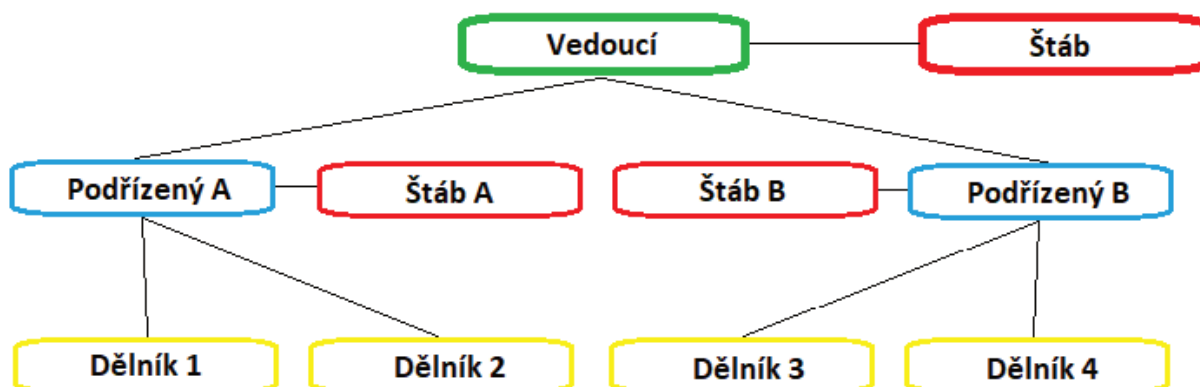 Vedoucí
Štáb
Podřízený A
Štáb A
Štáb B
Podřízený B
Dělník 1
Dělník 2
Dělník 3
Dělník 4